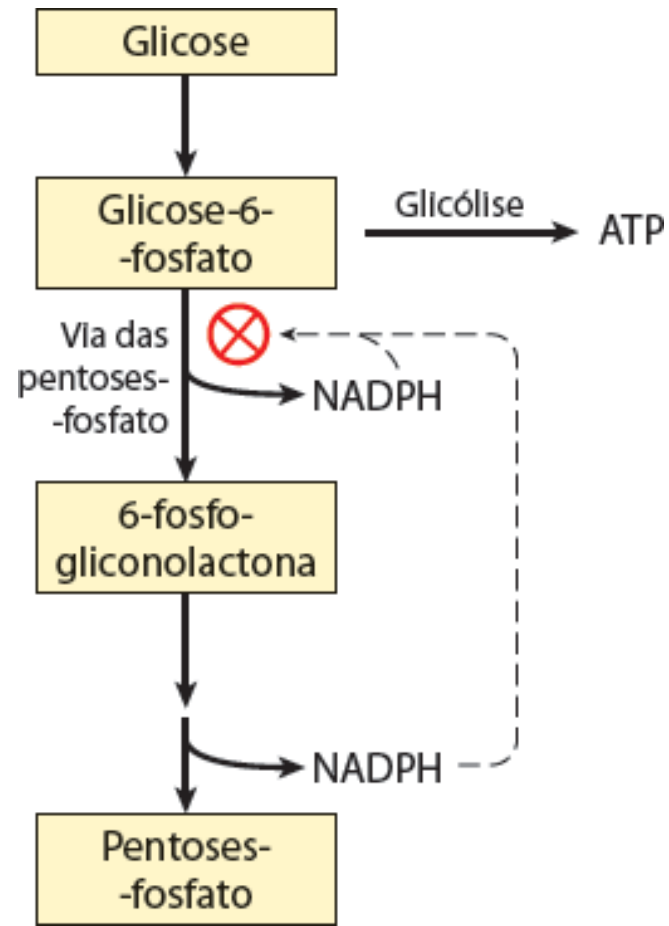 Glicose
Glicose-6-
-fosfato
Glicólise
ATP
Via das
pentoses-
-fosfato
NADPH
6-fosfo-
gliconolactona
NADPH
Pentoses-
-fosfato